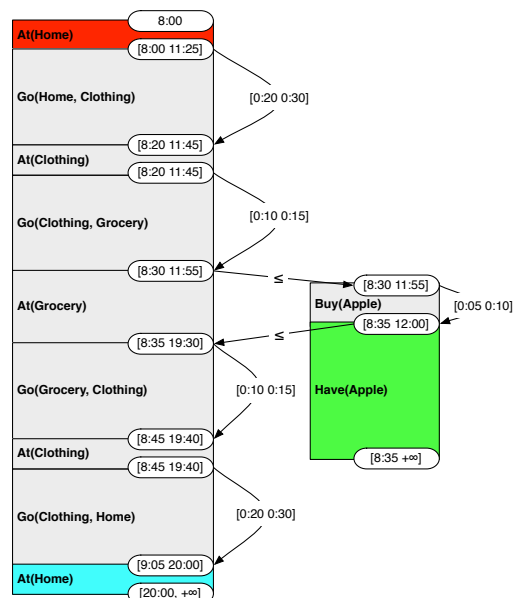 8:00
At(Home)
[8:00 11:25]
Go(Home, Clothing)
[0:20 0:30]
[8:20 11:45]
At(Clothing)
[8:20 11:45]
Go(Clothing, Grocery)
[0:10 0:15]
[8:30 11:55]
≤
[8:30 11:55]
At(Grocery)
Buy(Apple)
[0:05 0:10]
[8:35 12:00]
≤
[8:35 19:30]
Go(Grocery, Clothing)
[0:10 0:15]
Have(Apple)
[8:45 19:40]
At(Clothing)
[8:35 +∞]
[8:45 19:40]
Go(Clothing, Home)
[0:20 0:30]
[9:05 20:00]
At(Home)
[20:00, +∞]